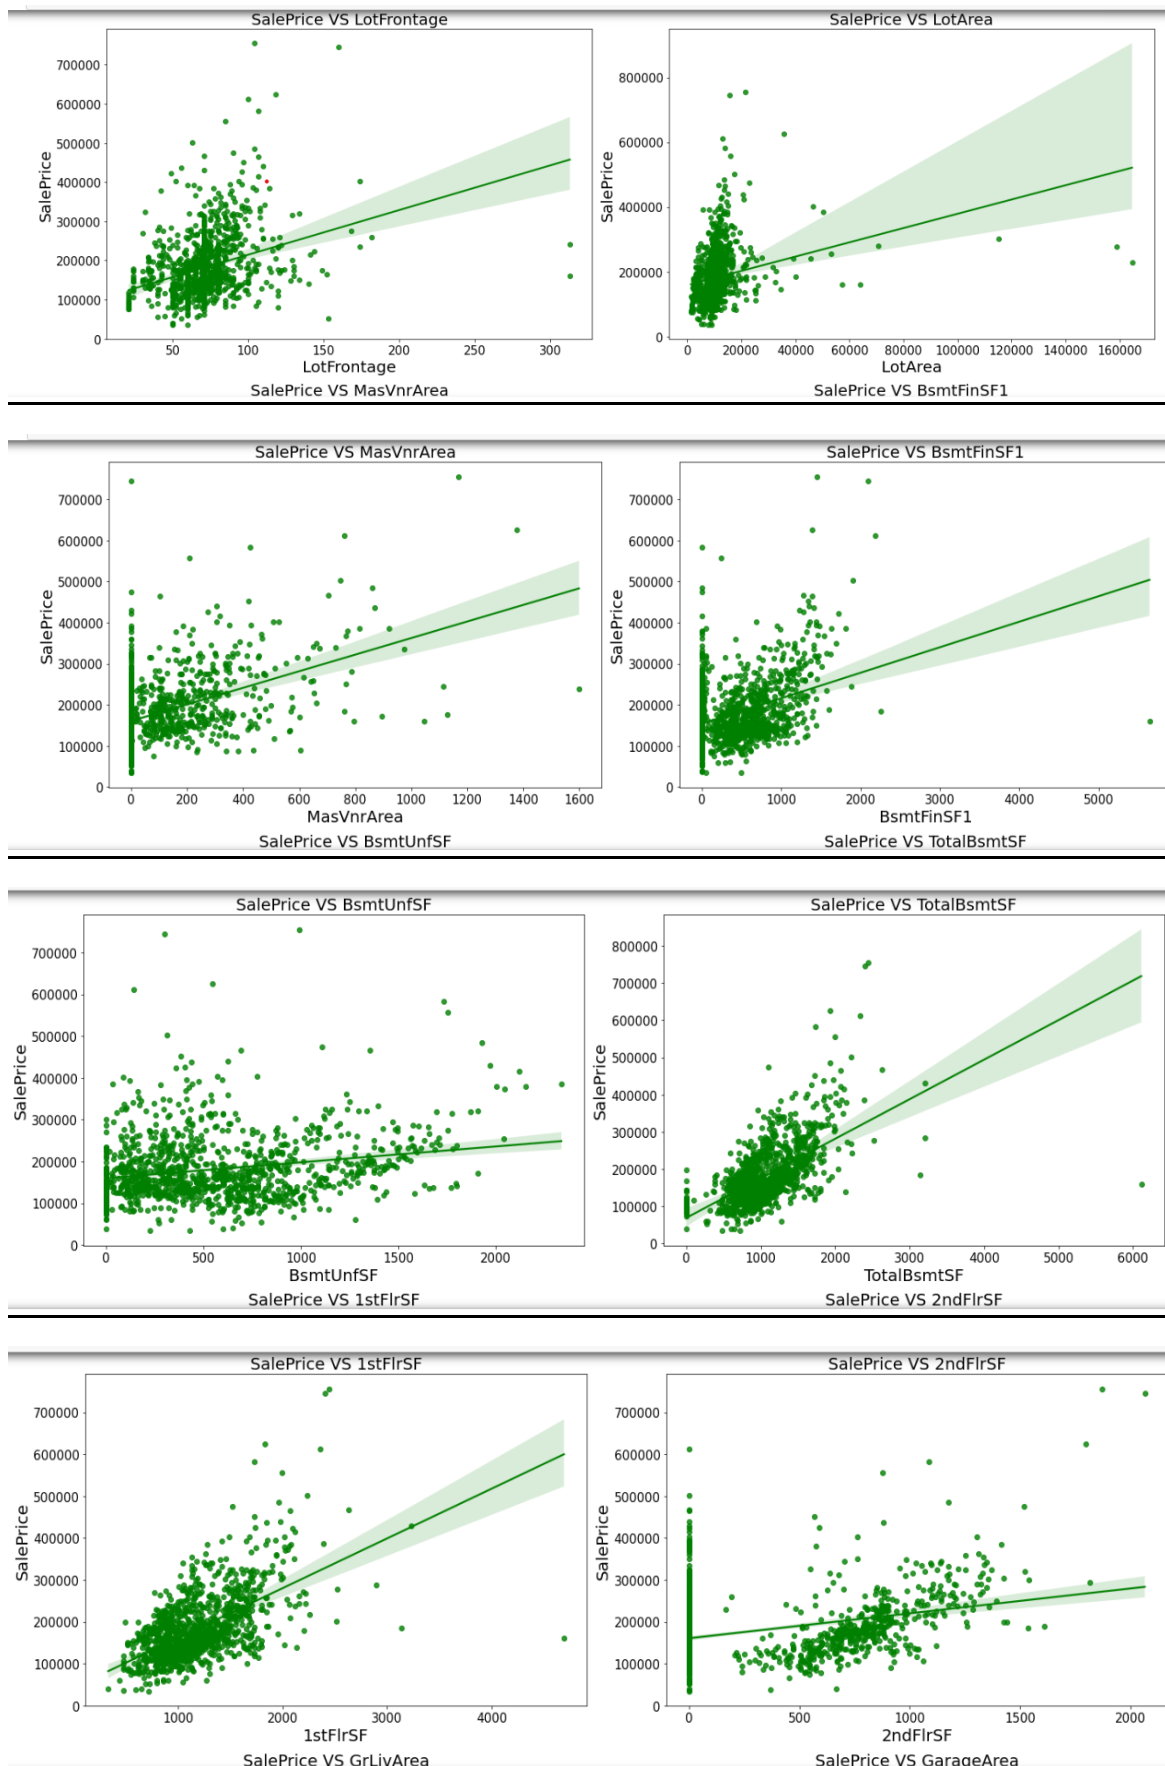 SalePrice VS LotFrontage
SalePrice VS LotArea
SalePrice
700000
600000
500000
400000
300000
200000
100000
0
50 100 150 200 250 300
LotFrontage
SalePrice
800000
600000
400000
200000
0
0 20000 40000 60000 80000 100000 120000 140000 160000
LotArea
SalePrice VS MasVnrArea
SalePrice VS BsmtFinSF1
SalePrice VS MasVnrArea
SalePrice VS BsmtFinSF1
SalePrice
700000
600000
500000
400000
300000
200000
100000
0
0 200 400 600 800 1000 1200 1400 1600
MasVnrArea
SalePrice
700000
600000
500000
400000
300000
200000
100000
0
0 1000 2000 3000 4000 5000
BsmtFinSF1
SalePrice VS BsmtUnfSF
SalePrice VS TotalBsmtSF
SalePrice VS BsmtUnfSF
SalePrice VS TotalBsmtSF
SalePrice
700000
600000
500000
400000
300000
200000
100000
0
0 500 1000 1500 2000
BsmtUnfSF
SalePrice
800000
700000
600000
500000
400000
300000
200000
100000
0
0 1000 2000 3000 4000 5000 6000
TotalBsmtSF
SalePrice VS 1stFlrSF
SalePrice VS 2ndFlrSF
SalePrice VS 1stFlrSF
SalePrice VS 2ndFlrSF
SalePrice
700000
600000
500000
400000
300000
200000
100000
0
1000 2000 3000 4000
1stFlrSF
SalePrice
700000
600000
500000
400000
300000
200000
100000
0
0 500 1000 1500 2000
2ndFlrSF
SalePrice VS GrLivArea
SalePrice VS GarageArea